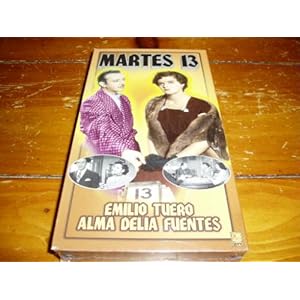 MARTES 13
13
EMILIO TUERO
ALMA DELIA FUENTES